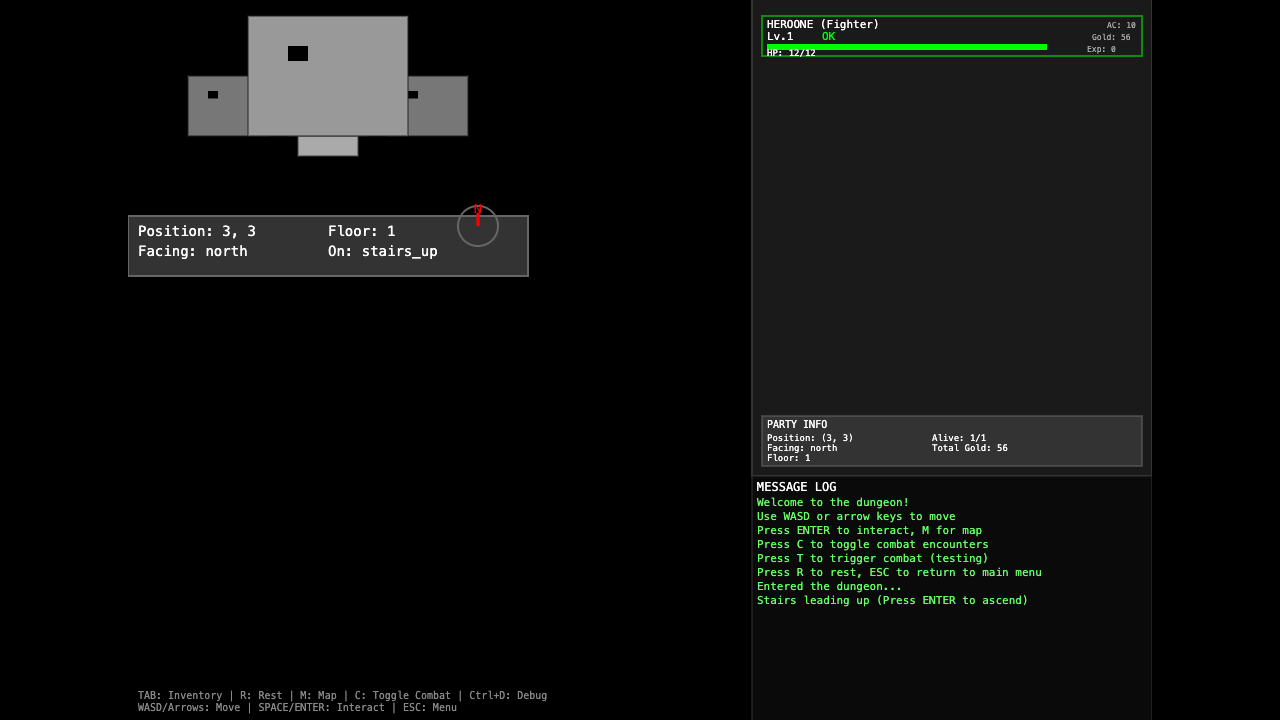 N
Position: 3, 3 Floor: 1
Facing: north On: stairs_up
HEROONE (Fighter) AC: 10
Lv.1 OK Gold: 56
HP: 12/12 Exp: 0
PARTY INFO
Position: (3, 3) Alive: 1/1
Facing: north Total Gold: 56
Floor: 1
MESSAGE LOG
Welcome to the dungeon!
Use WASD or arrow keys to move
Press ENTER to interact, M for map
Press C to toggle combat encounters
Press T to trigger combat (testing)
Press R to rest, ESC to return to main menu
Entered the dungeon...
Stairs leading up (Press ENTER to ascend)
TAB: Inventory | R: Rest | M: Map | C: Toggle Combat | Ctrl+D: Debug
WASD/Arrows: Move | SPACE/ENTER: Interact | ESC: Menu